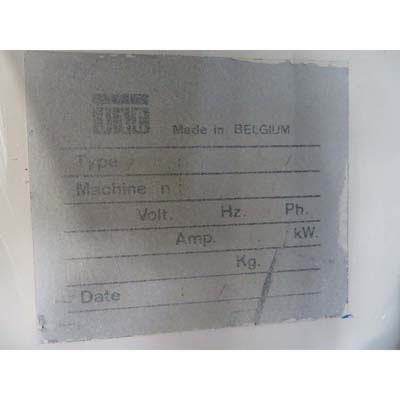 Made in BELGIUM
Type :
Machine n :
Volt. Hz. Ph.
Amp. kW.
Kg.
Date